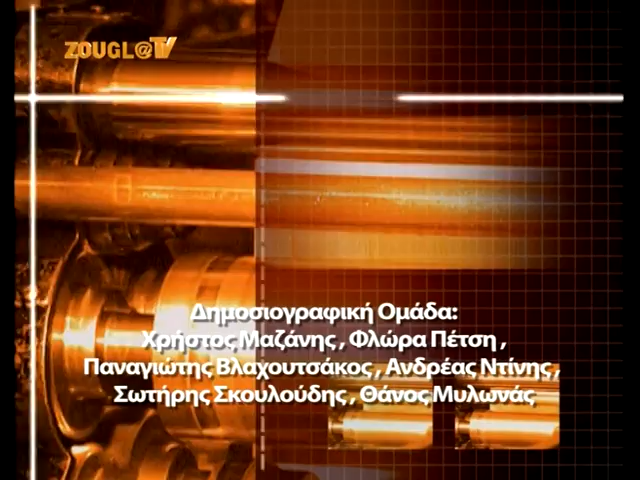 ZOUGL@TV
Δημοσιογραφική Ομάδα:
Χρήστος Μαζάνης , Φλώρα Πέτση ,
Παναγιώτης Βλαχουτσάκος , Ανδρέας Ντίνης ,
Σωτήρης Σκουλούδης , Θάνος Μυλωνάς